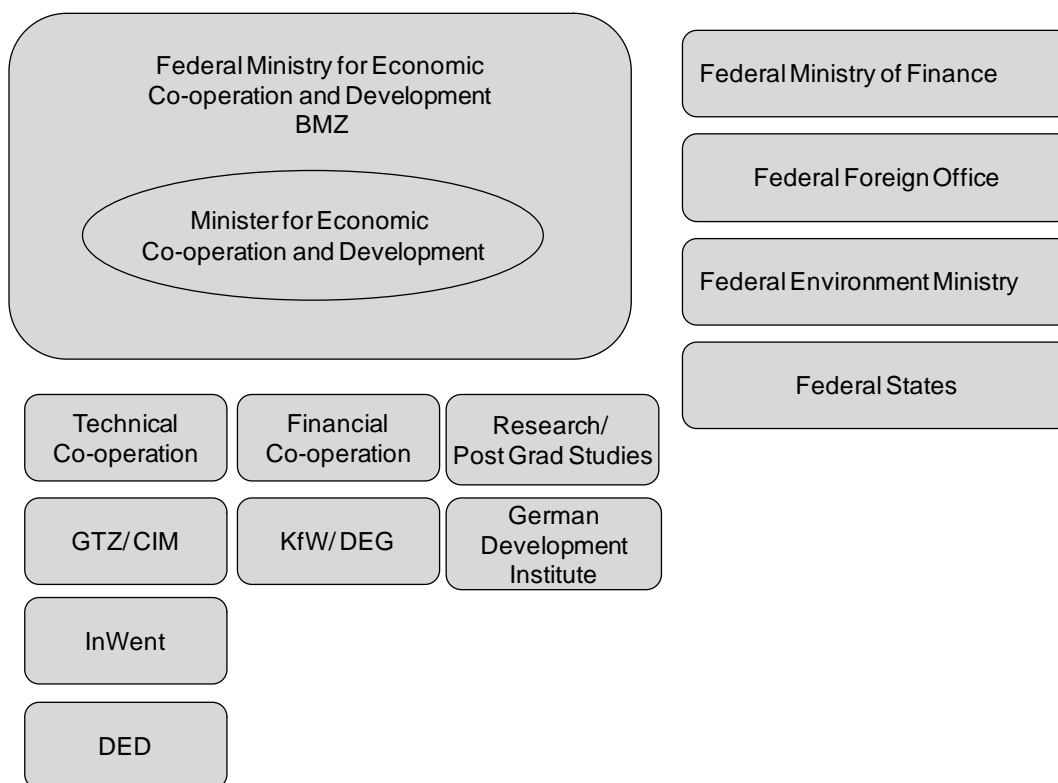 Federal Ministry for Economic
Co-operation and Development
BMZ
Minister for Economic
Co-operation and Development
Federal Ministry of Finance
Federal Foreign Office
Federal Environment Ministry
Federal States
Technical
Co-operation
Financial
Co-operation
Research/
Post Grad Studies
GTZ/CIM
KfW/DEG
German
Development
Institute
InWent
DED